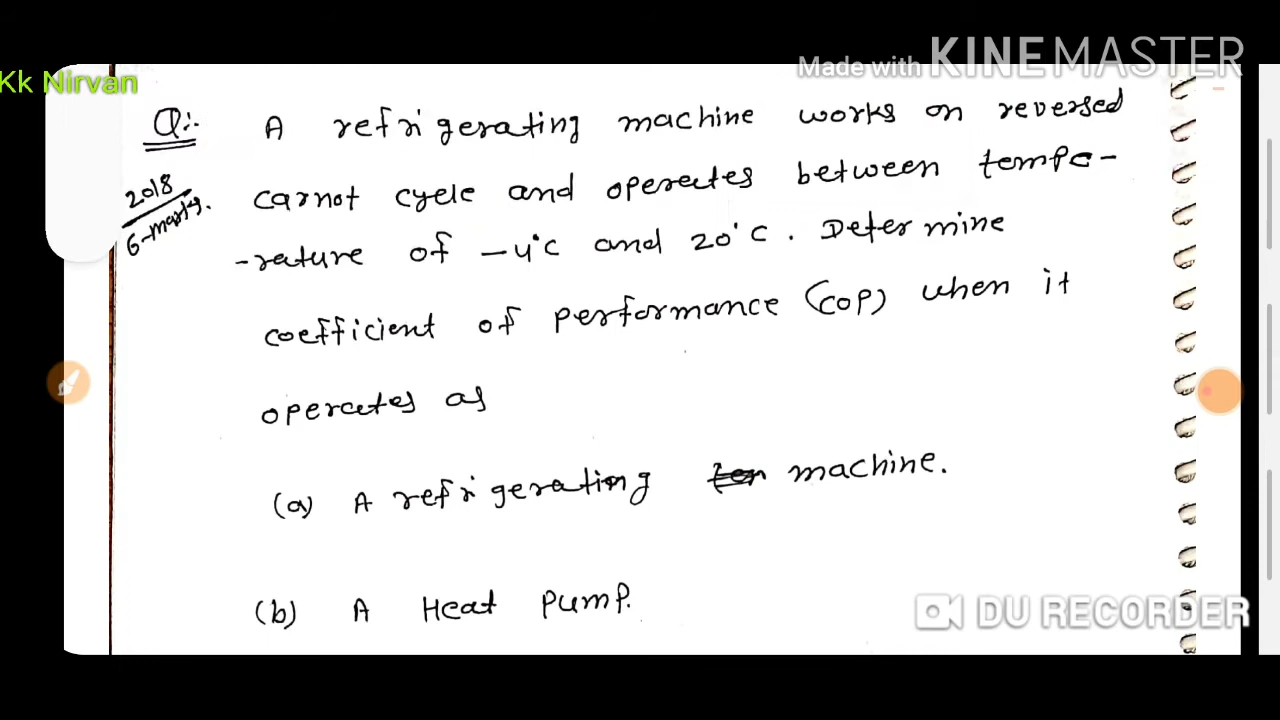 Made with KINEMASTER
Kk Nirvan
Q:- A refrigerating machine works on reversed
2018
6-marks.
carnot cycle and operates between tempe-
-rature of -4°C and 20°C. Determine
coefficient of performance (COP) when it
operates as
(a) A refrigerating machine.
(b) A Heat pump.
DU RECORDER